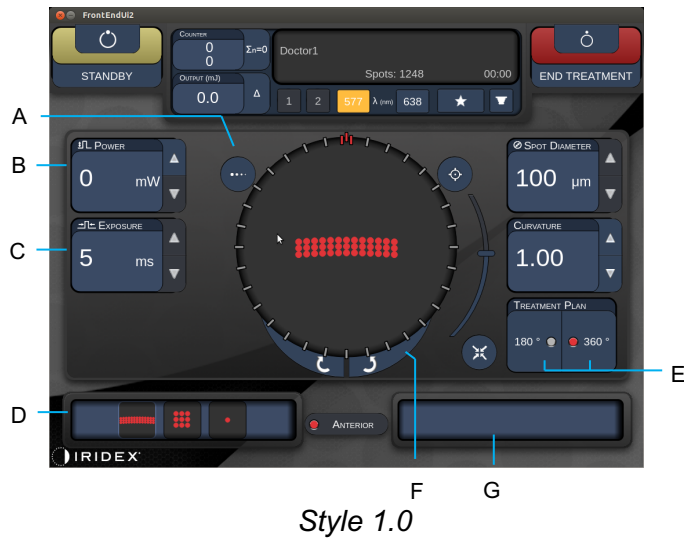 FrontEndUi2
STANDBY
COUNTER
0
0
Σn=0
OUTPUT (mJ)
0.0
Δ
Doctor1
Spots: 1248
00:00
1 2 577 λ (nm) 638
END TREATMENT
A
B
POWER
0 mW
C
EXPOSURE
5 ms
SPOT DIAMETER
100 μm
CURVATURE
1.00
TREATMENT PLAN
180 ° 360 °
E
D
ANTERIOR
IRIDEX
F
G
Style 1.0